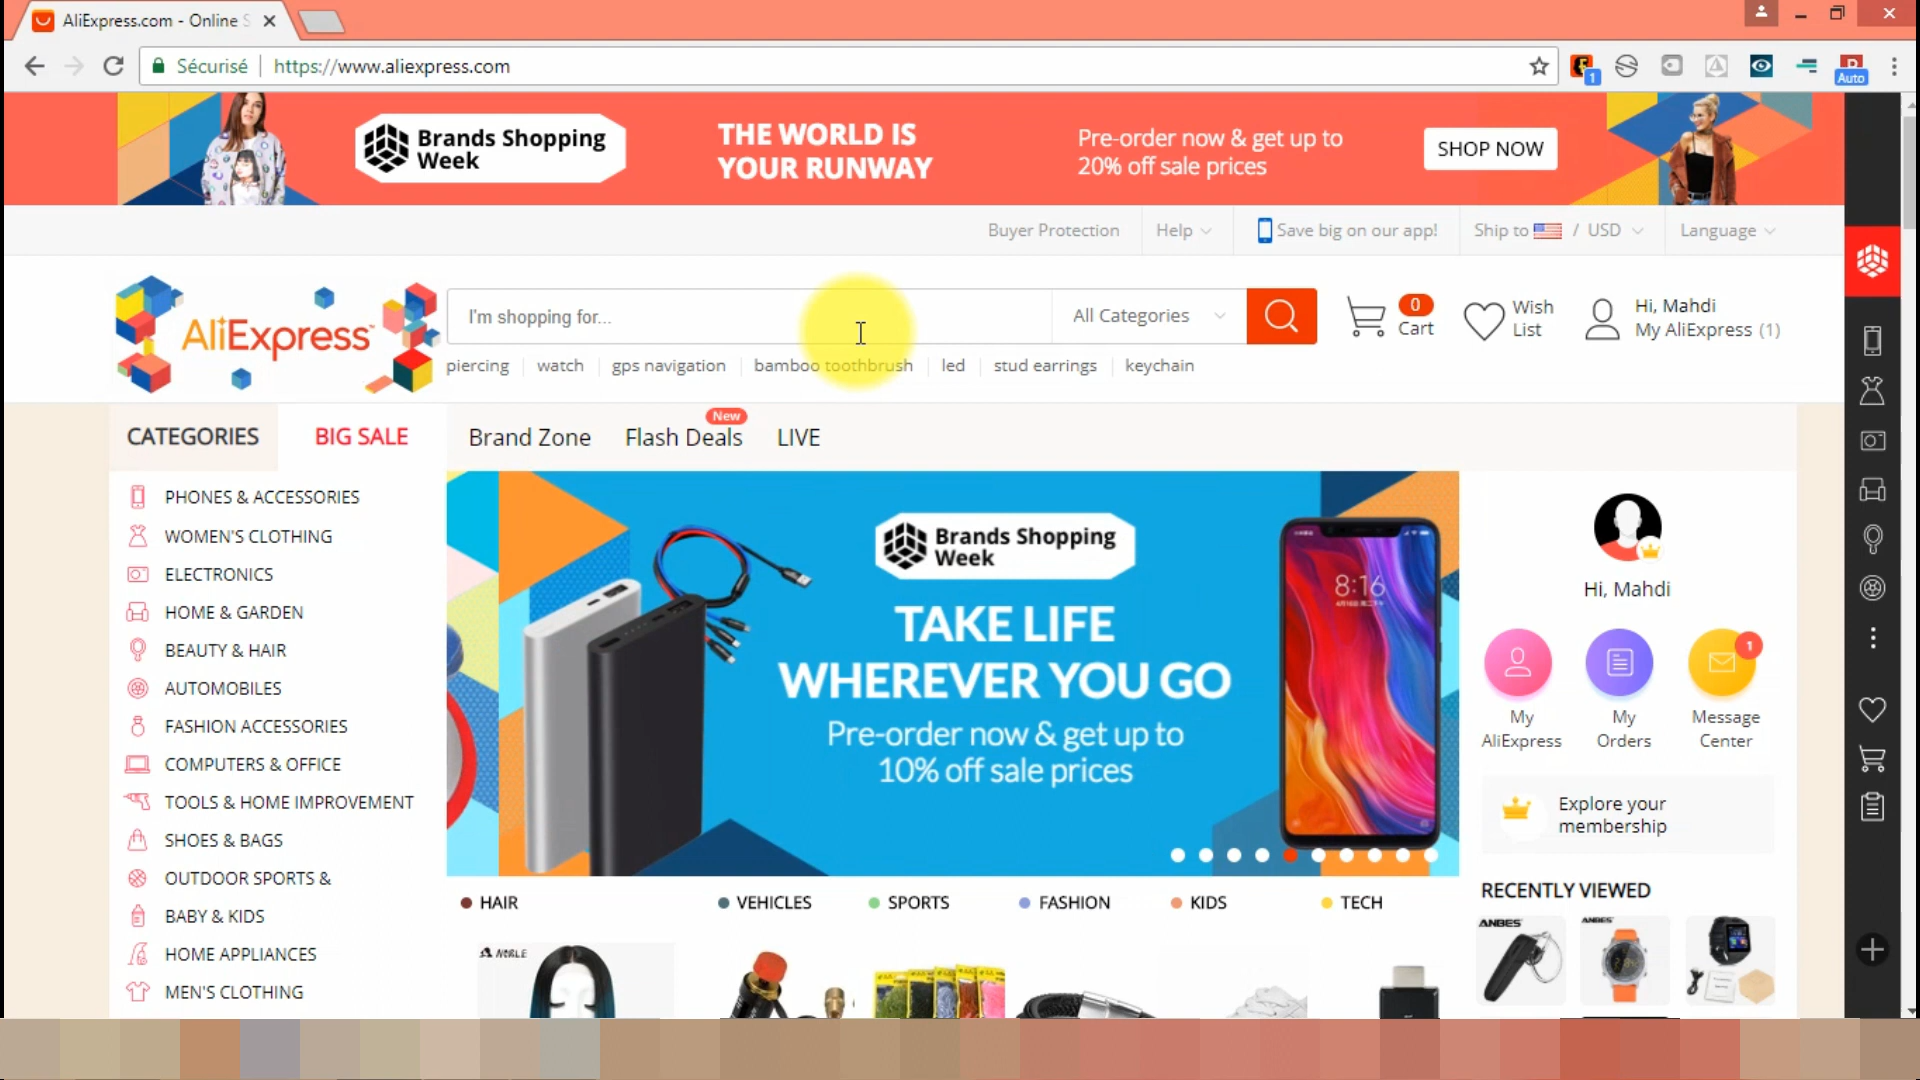 AliExpress.com - Online S
Sécurisé
https://www.aliexpress.com
1
Auto
Brands Shopping
Week
THE WORLD IS
YOUR RUNWAY
Pre-order now & get up to
20% off sale prices
SHOP NOW
Buyer Protection
Help
Save big on our app!
Ship to / USD
Language
AliExpress
I'm shopping for...
All Categories
0
Cart
Wish
List
Hi, Mahdi
My AliExpress (1)
piercing
watch
gps navigation
bamboo toothbrush
led
stud earrings
keychain
CATEGORIES
BIG SALE
Brand Zone
New
Flash Deals
LIVE
PHONES & ACCESSORIES
WOMEN'S CLOTHING
ELECTRONICS
HOME & GARDEN
BEAUTY & HAIR
AUTOMOBILES
FASHION ACCESSORIES
COMPUTERS & OFFICE
TOOLS & HOME IMPROVEMENT
SHOES & BAGS
OUTDOOR SPORTS &
BABY & KIDS
HOME APPLIANCES
MEN'S CLOTHING
Brands Shopping
Week
TAKE LIFE
WHEREVER YOU GO
Pre-order now & get up to
10% off sale prices
8:16
Hi, Mahdi
1
My
AliExpress
My
Orders
Message
Center
Explore your
membership
RECENTLY VIEWED
ANBES
ANBES
HAIR
VEHICLES
SPORTS
FASHION
KIDS
TECH
NOBLE